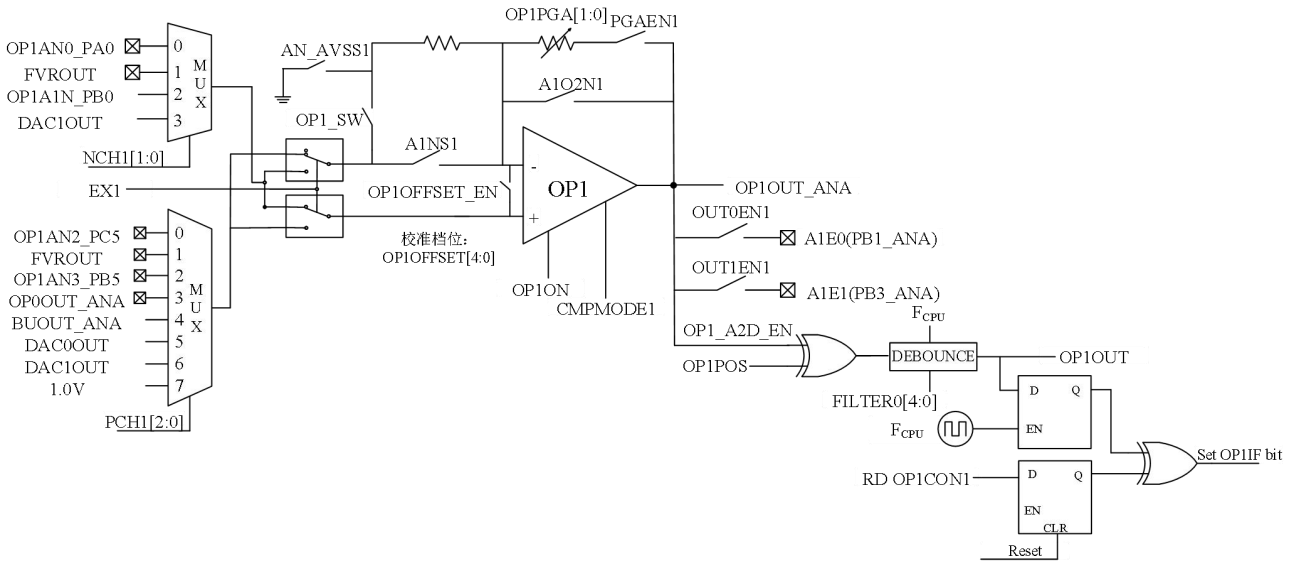 OP1PGA[1:0]
PGAEN1
OP1AN0_PA0
0
FVROUT
1
OP1A1N_PB0
2
DAC1OUT
3
MUX
NCH1[1:0]
AN_AVSS1
A1O2N1
OP1_SW
A1NS1
EX1
OP1OFFSET_EN
-
+
OP1
OP1OUT_ANA
校准档位:
OP1OFFSET[4:0]
OP1ON
CMPMODE1
OUT0EN1
A1E0(PB1_ANA)
OUT1EN1
A1E1(PB3_ANA)
OP1AN2_PC5
0
FVROUT
1
OP1AN3_PB5
2
OP0OUT_ANA
3
BUOUT_ANA
4
DAC0OUT
5
DAC1OUT
6
1.0V
7
MUX
PCH1[2:0]
OP1_A2D_EN
OP1POS
FCPU
DEBOUNCE
FILTER0[4:0]
OP1OUT
D
Q
EN
FCPU
RD OP1CON1
D
Q
EN
CLR
Reset
Set OP1IF bit